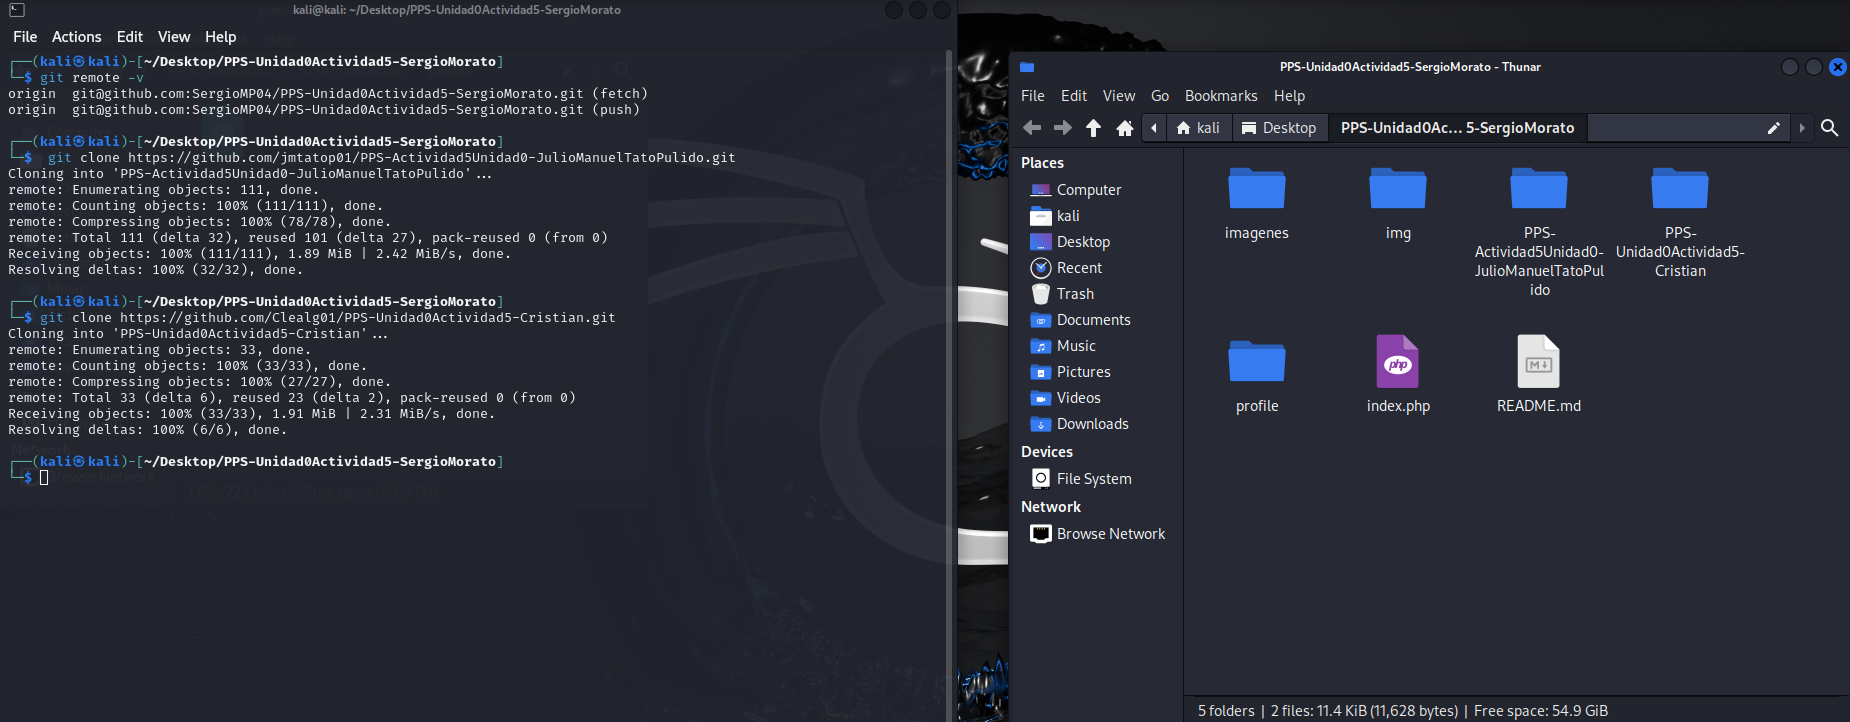 kali@kali: ~/Desktop/PPS-Unidad0Actividad5-SergioMorato
File Actions Edit View Help
┌──(kali㉿kali)-[~/Desktop/PPS-Unidad0Actividad5-SergioMorato]
└─$ git remote -v
origin  git@github.com:SergioMP04/PPS-Unidad0Actividad5-SergioMorato.git (fetch)
origin  git@github.com:SergioMP04/PPS-Unidad0Actividad5-SergioMorato.git (push)
┌──(kali㉿kali)-[~/Desktop/PPS-Unidad0Actividad5-SergioMorato]
└─$  git clone https://github.com/jmtatop01/PPS-Actividad5Unidad0-JulioManuelTatoPulido.git
Cloning into 'PPS-Actividad5Unidad0-JulioManuelTatoPulido'...
remote: Enumerating objects: 111, done.
remote: Counting objects: 100% (111/111), done.
remote: Compressing objects: 100% (78/78), done.
remote: Total 111 (delta 32), reused 101 (delta 27), pack-reused 0 (from 0)
Receiving objects: 100% (111/111), 1.89 MiB | 2.42 MiB/s, done.
Resolving deltas: 100% (32/32), done.
┌──(kali㉿kali)-[~/Desktop/PPS-Unidad0Actividad5-SergioMorato]
└─$ git clone https://github.com/Clealg01/PPS-Unidad0Actividad5-Cristian.git
Cloning into 'PPS-Unidad0Actividad5-Cristian'...
remote: Enumerating objects: 33, done.
remote: Counting objects: 100% (33/33), done.
remote: Compressing objects: 100% (27/27), done.
remote: Total 33 (delta 6), reused 23 (delta 2), pack-reused 0 (from 0)
Receiving objects: 100% (33/33), 1.91 MiB | 2.31 MiB/s, done.
Resolving deltas: 100% (6/6), done.
┌──(kali㉿kali)-[~/Desktop/PPS-Unidad0Actividad5-SergioMorato]
└─$
PPS-Unidad0Actividad5-SergioMorato - Thunar
File Edit View Go Bookmarks Help
kali Desktop PPS-Unidad0Ac... 5-SergioMorato
Places
Computer
kali
Desktop
Recent
Trash
Documents
Music
Pictures
Videos
Downloads
Devices
File System
Network
Browse Network
imagenes
img
PPS-
Actividad5Unidad0-
JulioManuelTatoPul
ido
PPS-
Unidad0Actividad5-
Cristian
profile
php
index.php
README.md
5 folders | 2 files: 11.4 KiB (11,628 bytes) | Free space: 54.9 GiB